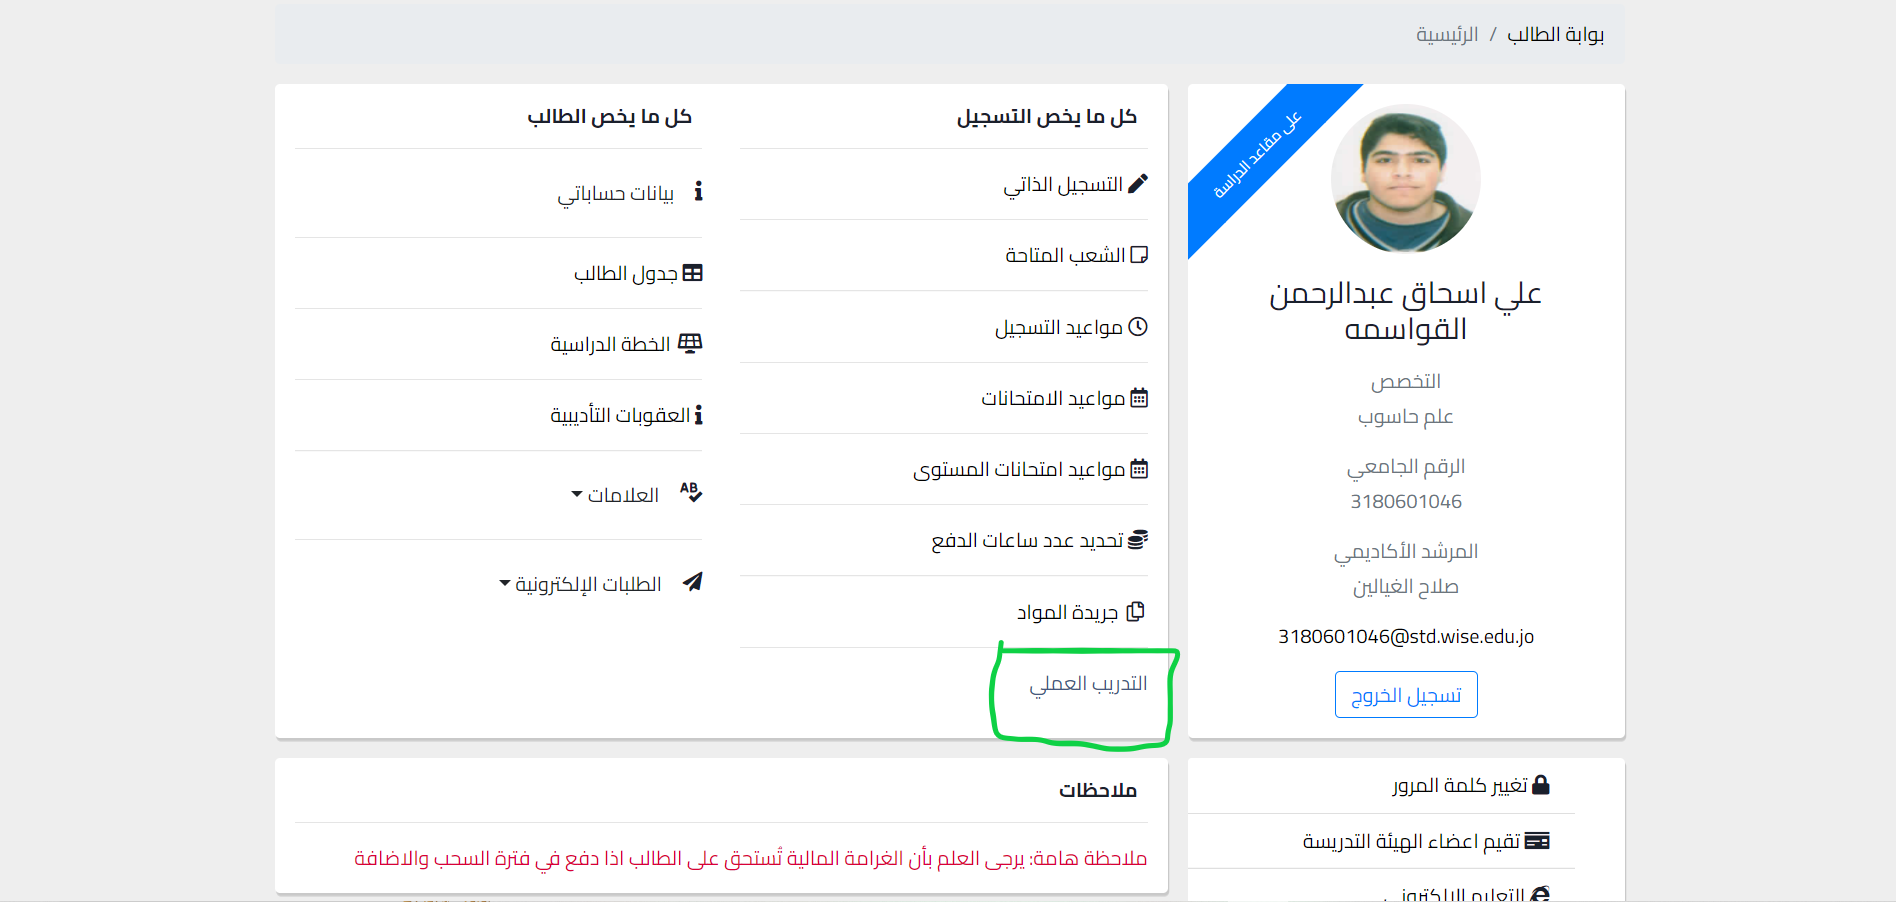 بوابة الطالب / الرئيسية
على مقاعد الدراسة
علي اسحاق عبدالرحمن
القواسمه
التخصص
علم حاسوب
الرقم الجامعي
3180601046
المرشد الأكاديمي
صلاح الغيالين
3180601046@std.wise.edu.jo
تسجيل الخروج
كل ما يخص التسجيل
التسجيل الذاتي
الشعب المتاحة
مواعيد التسجيل
مواعيد الامتحانات
مواعيد امتحانات المستوى
تحديد عدد ساعات الدفع
جريدة المواد
التدريب العملي
كل ما يخص الطالب
بيانات حساباتي
جدول الطالب
الخطة الدراسية
العقوبات التأديبية
العلامات
الطلبات الإلكترونية
تغيير كلمة المرور
تقيم اعضاء الهيئة التدريسة
التعليم الالكتروني
ملاحظات
ملاحظة هامة: يرجى العلم بأن الغرامة المالية تُستحق على الطالب اذا دفع في فترة السحب والاضافة